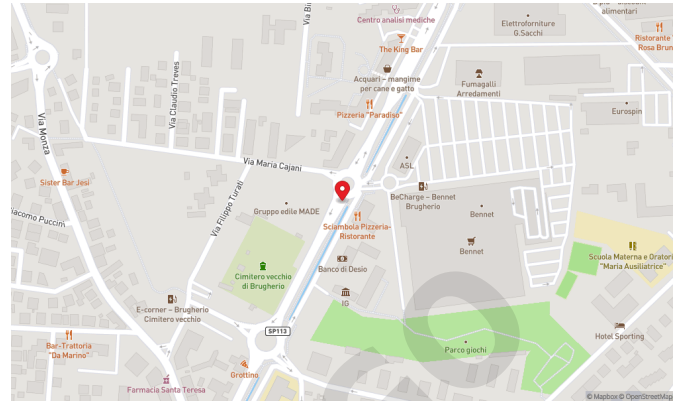 Centro analisi mediche
Elettroforniture
G.Sacchi
alimentari
Ristorante
Rosa Brun
The King Bar
Via Claudio Treves
Acquari – mangime
per cane e gatto
Fumagalli
Arredamenti
Pizzeria "Paradiso"
Eurospin
Via Monza
Via Maria Cajani
ASL
Sister Bar Jesi
BeCharge – Bennet
Brugherio
Via Filippo Turati
Gruppo edile MADE
Sciambola Pizzeria-
Ristorante
Bennet
Bennet
Giacomo Puccini
Scuola Materna e Oratori
"Maria Ausiliatrice"
Banco di Desio
Cimitero vecchio
di Brugherio
IG
E-corner – Brugherio
Cimitero vecchio
SP113
Hotel Sporting
Bar-Trattoria
"Da Marino"
Parco giochi
Grottino
Farmacia Santa Teresa
© Mapbox © OpenStreetMap